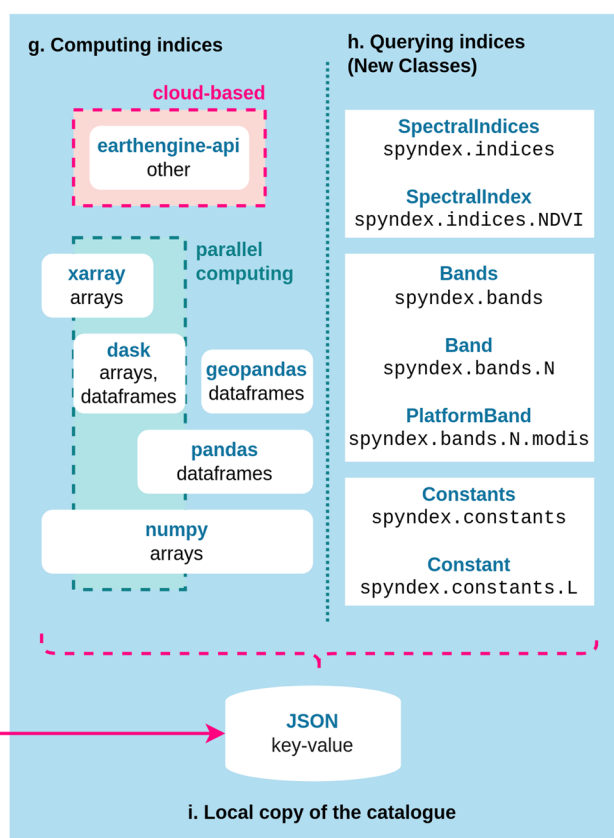 g. Computing indices
cloud-based
earthengine-api
other
parallel
computing
xarray
arrays
dask
arrays,
dataframes
geopandas
dataframes
pandas
dataframes
numpy
arrays
h. Querying indices
(New Classes)
SpectralIndices
spyndex.indices
SpectralIndex
spyndex.indices.NDVI
Bands
spyndex.bands
Band
spyndex.bands.N
PlatformBand
spyndex.bands.N.modis
Constants
spyndex.constants
Constant
spyndex.constants.L
JSON
key-value
i. Local copy of the catalogue